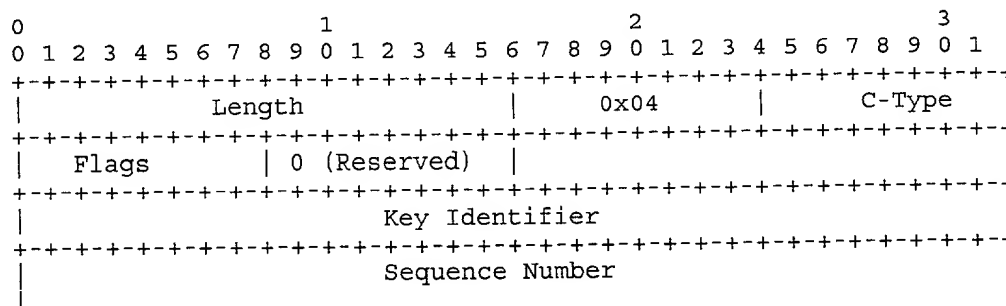 0                   1                   2                   3
0 1 2 3 4 5 6 7 8 9 0 1 2 3 4 5 6 7 8 9 0 1 2 3 4 5 6 7 8 9 0 1
+-+-+-+-+-+-+-+-+-+-+-+-+-+-+-+-+-+-+-+-+-+-+-+-+-+-+-+-+-+-+-+-
|            Length             |     0x04      |      C-Type
+-+-+-+-+-+-+-+-+-+-+-+-+-+-+-+-+-+-+-+-+-+-+-+-+-+-+-+-+-+-+-+-
|   Flags       | 0 (Reserved)  |
+-+-+-+-+-+-+-+-+-+-+-+-+-+-+-+-+-+-+-+-+-+-+-+-+-+-+-+-+-+-+-+-
|                       Key Identifier
+-+-+-+-+-+-+-+-+-+-+-+-+-+-+-+-+-+-+-+-+-+-+-+-+-+-+-+-+-+-+-+-
|                       Sequence Number
|